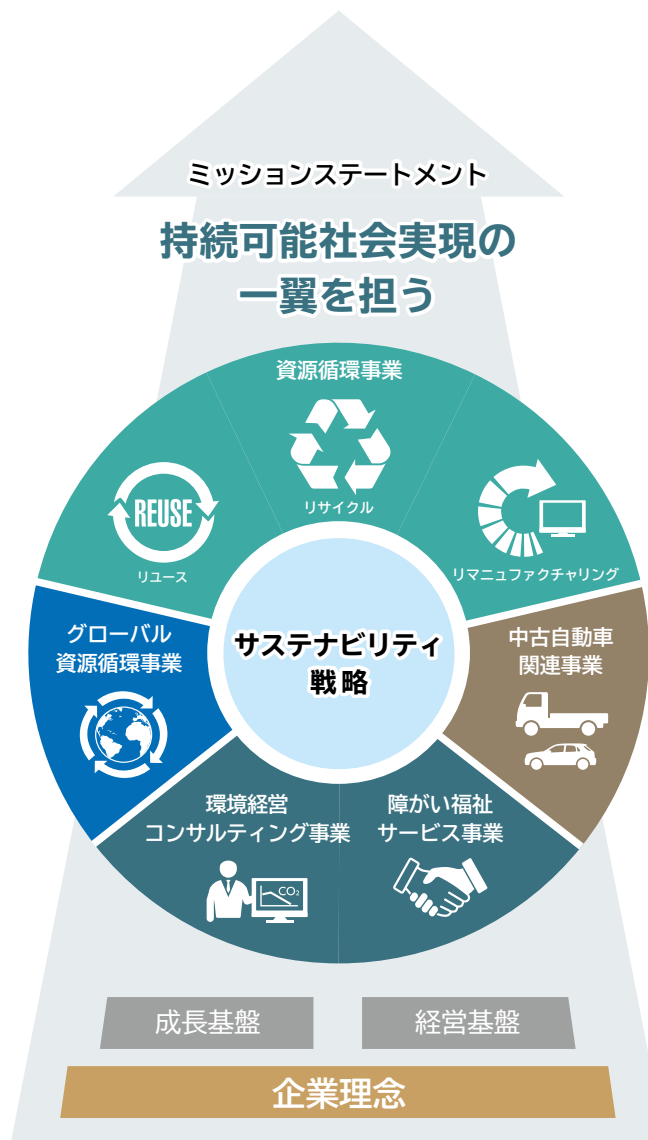 ミッションステートメント
持続可能社会実現の
一翼を担う
資源循環事業
リサイクル
REUSE
リユース
リマニュファクチャリング
グローバル
資源循環事業
サステナビリティ
戦略
中古自動車
関連事業
環境経営
コンサルティング事業
CO₂
障がい福祉
サービス事業
成長基盤
経営基盤
企業理念